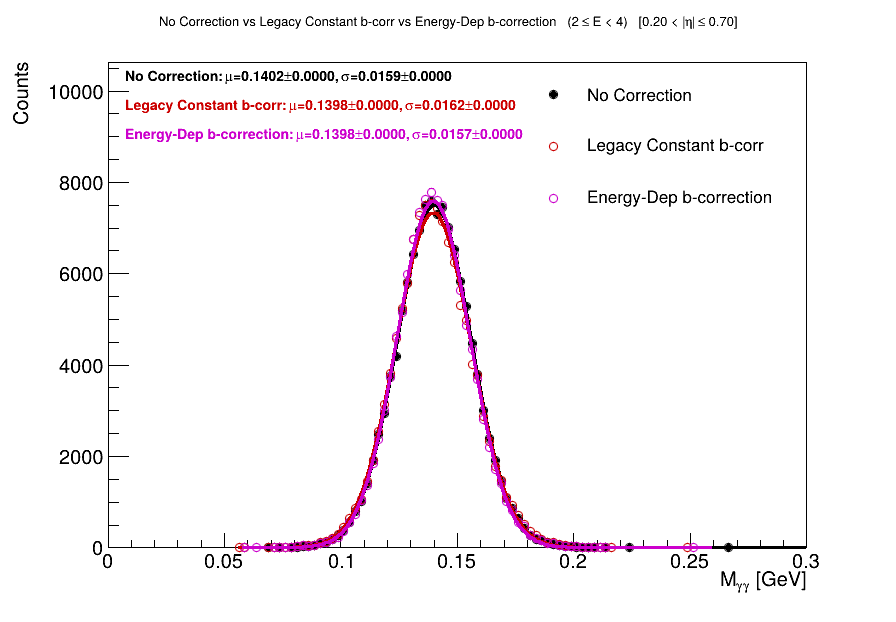 No Correction vs Legacy Constant b-corr vs Energy-Dep b-correction (2 ≤ E < 4) [0.20 < |η| ≤ 0.70]
Counts
No Correction: μ=0.1402±0.0000, σ=0.0159±0.0000
Legacy Constant b-corr: μ=0.1398±0.0000, σ=0.0162±0.0000
Energy-Dep b-correction: μ=0.1398±0.0000, σ=0.0157±0.0000
No Correction
Legacy Constant b-corr
Energy-Dep b-correction
10000
8000
6000
4000
2000
0
0 0.05 0.1 0.15 0.2 0.25 0.3
M_γγ [GeV]